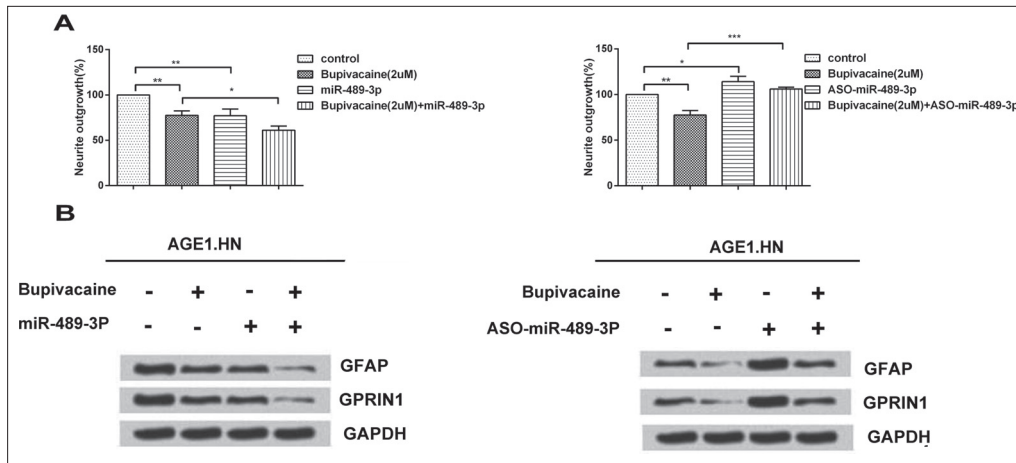 A
Neurite outgrowth(%)
150
100
50
0
**
**
*
control
Bupivacaine(2uM)
miR-489-3p
Bupivacaine(2uM)+miR-489-3p
Neurite outgrowth(%)
150
100
50
0
***
*
**
control
Bupivacaine(2uM)
ASO-miR-489-3p
Bupivacaine(2uM)+ASO-miR-489-3p
B
AGE1.HN
Bupivacaine - + - +
miR-489-3P - - + +
GFAP
GPRIN1
GAPDH
AGE1.HN
Bupivacaine - + - +
ASO-miR-489-3P - - + +
GFAP
GPRIN1
GAPDH